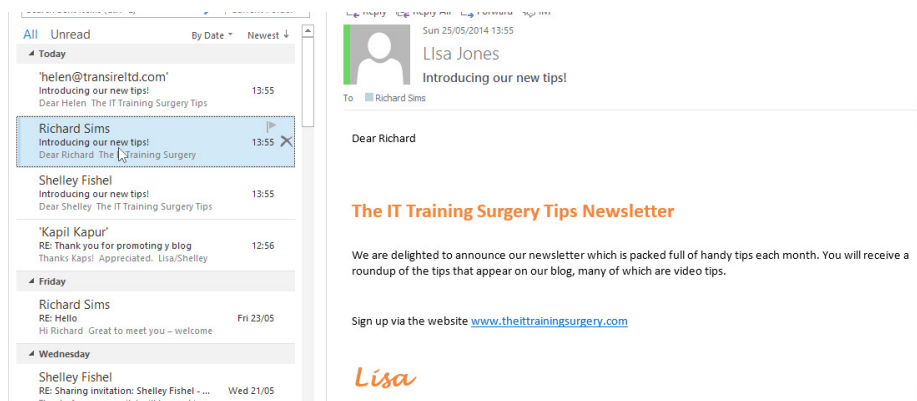 Reply Reply All Forward IM
All Unread By Date Newest
Today
'helen@transireltd.com'
Introducing our new tips! 13:55
Dear Helen The IT Training Surgery Tips
Richard Sims
Introducing our new tips! 13:55
Dear Richard The Training Surgery
Shelley Fishel
Introducing our new tips! 13:55
Dear Shelley The IT Training Surgery Tips
'Kapil Kapur'
RE: Thank you for promoting y blog 12:56
Thanks Kaps! Appreciated. Lisa/Shelley
Friday
Richard Sims
RE: Hello Fri 23/05
Hi Richard Great to meet you – welcome
Wednesday
Shelley Fishel
RE: Sharing invitation: Shelley Fishel - ... Wed 21/05
Sun 25/05/2014 13:55
LIsa Jones
Introducing our new tips!
To Richard Sims
Dear Richard
The IT Training Surgery Tips Newsletter
We are delighted to announce our newsletter which is packed full of handy tips each month. You will receive a
roundup of the tips that appear on our blog, many of which are video tips.
Sign up via the website www.theittrainingsurgery.com
Lisa